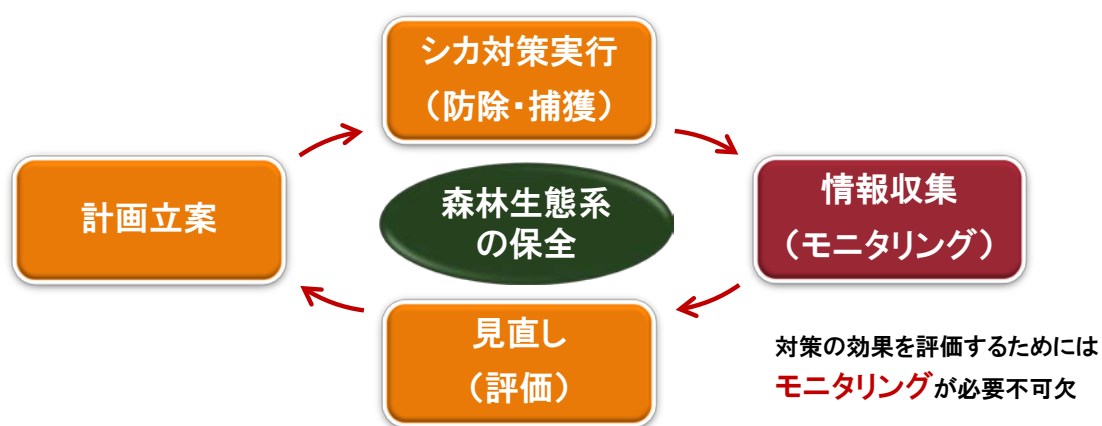 シカ対策実行
（防除・捕獲）
計画立案
森林生態系
の保全
情報収集
（モニタリング）
見直し
（評価）
対策の効果を評価するためには
モニタリングが必要不可欠